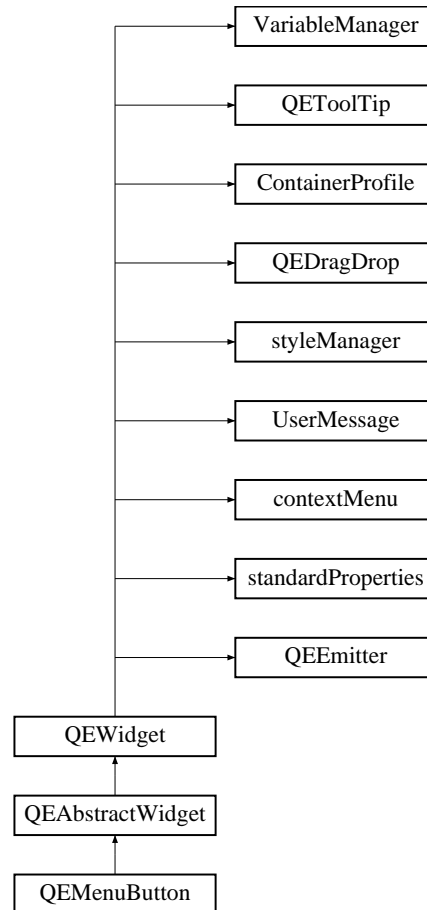 VariableManager
QEToolTip
ContainerProfile
QEDragDrop
styleManager
UserMessage
contextMenu
standardProperties
QEEmitter
QEWidget
QEAbstractWidget
QEMenuButton